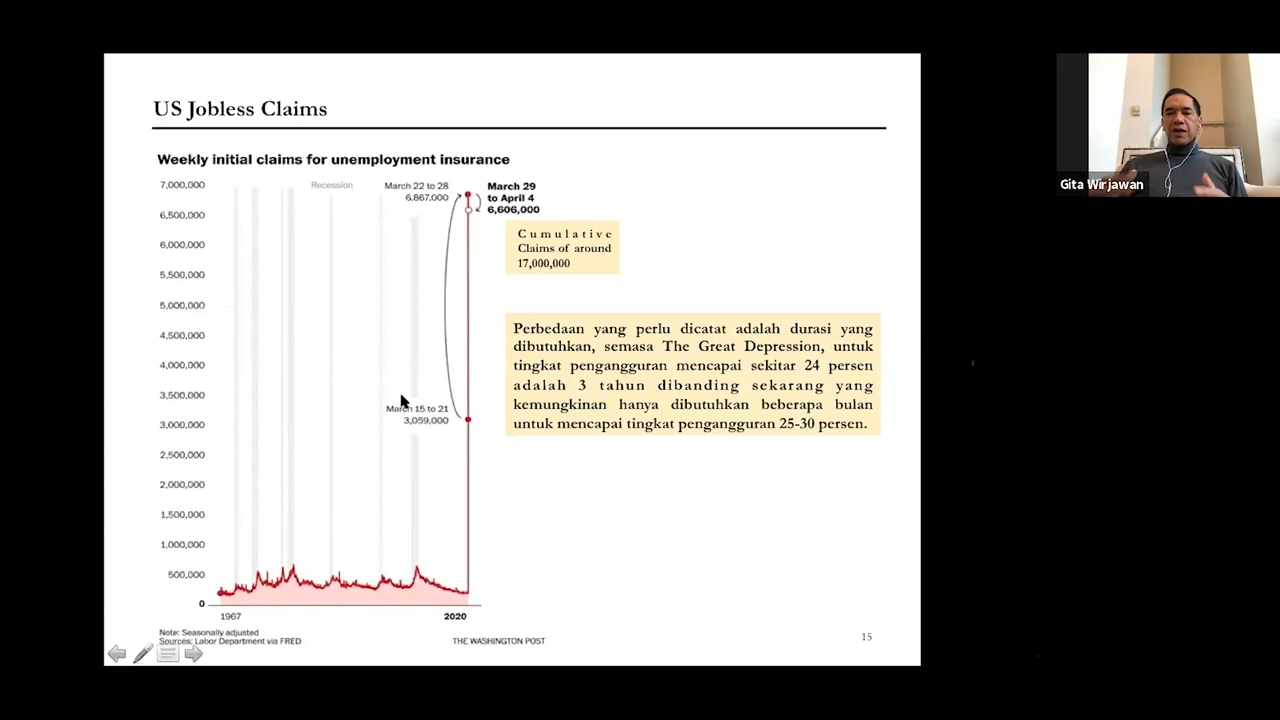 US Jobless Claims
Weekly initial claims for unemployment insurance
7,000,000
6,500,000
6,000,000
5,500,000
5,000,000
4,500,000
4,000,000
3,500,000
3,000,000
2,500,000
2,000,000
1,500,000
1,000,000
500,000
0
1967
2020
Recession
March 22 to 28
6,867,000
March 29
to April 4
6,606,000
March 15 to 21
3,059,000
Cumulative
Claims of around
17,000,000
Perbedaan yang perlu dicatat adalah durasi yang
dibutuhkan, semasa The Great Depression, untuk
tingkat pengangguran mencapai sekitar 24 persen
adalah 3 tahun dibanding sekarang yang
kemungkinan hanya dibutuhkan beberapa bulan
untuk mencapai tingkat pengangguran 25-30 persen.
Note: Seasonally adjusted
Sources: Labor Department via FRED
THE WASHINGTON POST
15
Gita Wirjawan